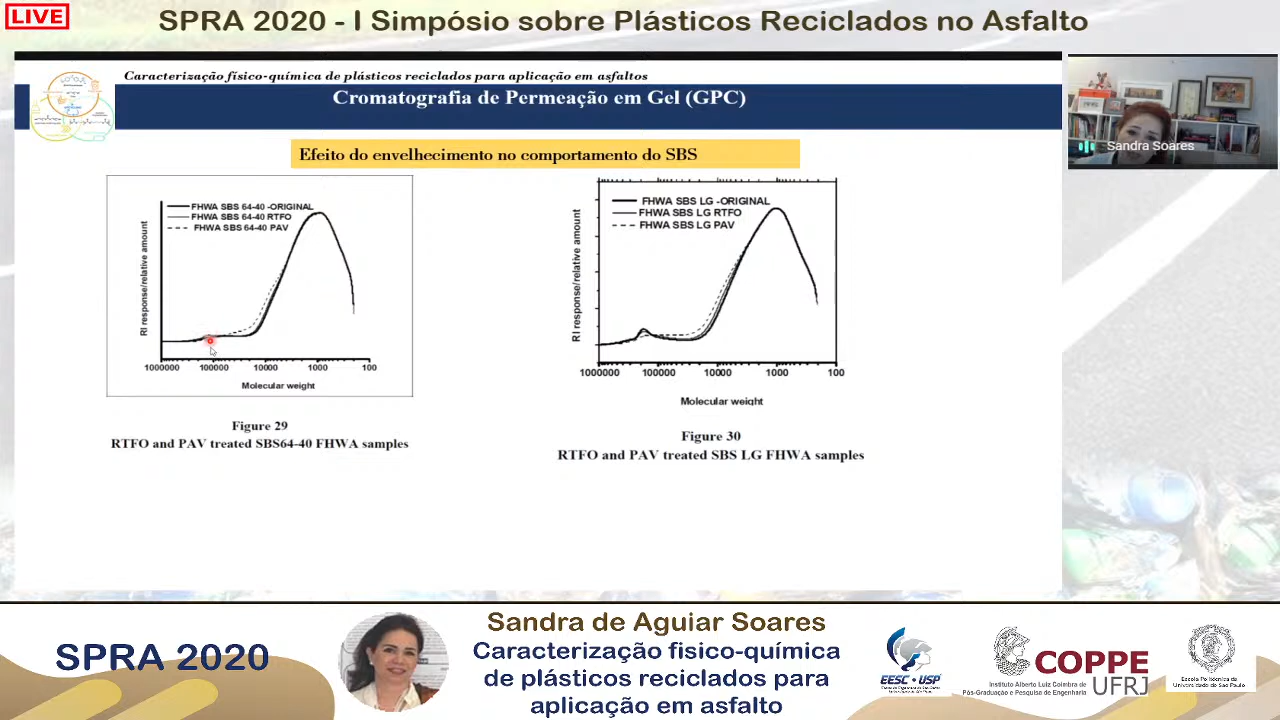 LIVE
SPRA 2020 - I Simpósio sobre Plásticos Reciclados no Asfalto
Caracterização físico-química de plásticos reciclados para aplicação em asfaltos
Cromatografia de Permeação em Gel (GPC)
Efeito do envelhecimento no comportamento do SBS
Sandra Soares
FHWA SBS 64-40 -ORIGINAL
FHWA SBS 64-40 RTFO
FHWA SBS 64-40 PAV
RI response/relative amount
1000000 100000 10000 1000 100
Molecular weight
Figure 29
RTFO and PAV treated SBS64-40 FHWA samples
FHWA SBS LG -ORIGINAL
FHWA SBS LG RTFO
FHWA SBS LG PAV
RI response/relative amount
1000000 100000 10000 1000 100
Molecular weight
Figure 30
RTFO and PAV treated SBS LG FHWA samples
SPRA 2020
Sandra de Aguiar Soares
Caracterização fisico-química
de plásticos reciclados para
aplicação em asfalto
EESC • USP
COPPE
UFRJ
Instituto Alberto Luiz Coimbra de
Pós-Graduação e Pesquisa de Engenharia
Escola Politécnica da
Universidade de São Paulo